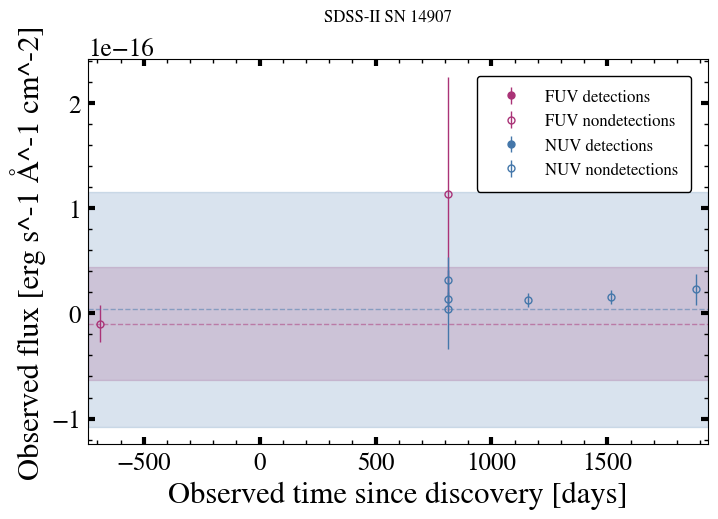 SDSS-II SN 14907
1e−16
FUV detections
FUV nondetections
NUV detections
NUV nondetections
2
1
0
−1
−500 0 500 1000 1500
Observed time since discovery [days]
Observed flux [erg s^-1 Å^-1 cm^-2]